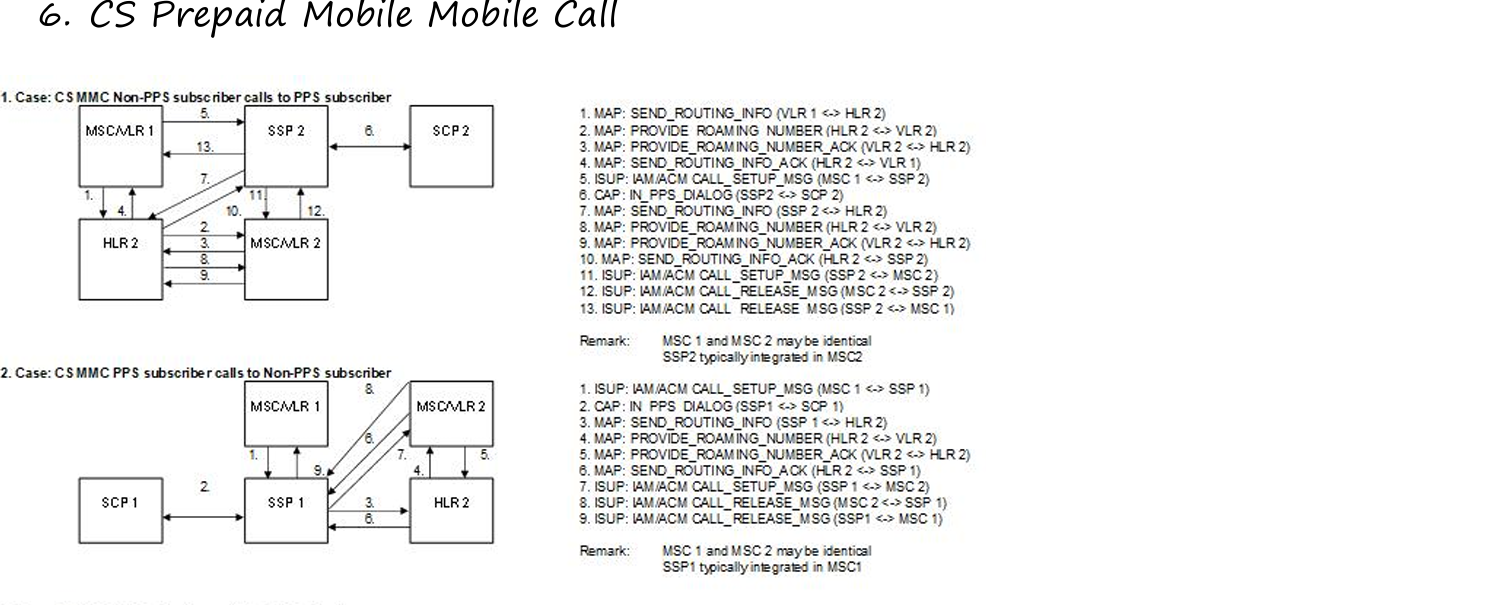 6. CS Prepaid Mobile Mobile Call
1. Case: CS MMC Non-PPS subscriber calls to PPS subscriber
MSC/VLR 1
5.
SSP 2
6.
SCP 2
13.
7.
1.
4.
10.
11.
12.
HLR 2
2.
3.
8.
9.
MSC/VLR 2
1. MAP: SEND_ROUTING_INFO (VLR 1 <-> HLR 2)
2. MAP: PROVIDE ROAMING NUMBER (HLR 2 <-> VLR 2)
3. MAP: PROVIDE_ROAMING_NUMBER_ACK (VLR 2 <-> HLR 2)
4. MAP: SEND_ROUTING_INFO_ACK (HLR 2 <-> VLR 1)
5. ISUP: IAM/ACM CALL_SETUP_MSG (MSC 1 <-> SSP 2)
6. CAP: IN_PPS_DIALOG (SSP2 <-> SCP 2)
7. MAP: SEND_ROUTING_INFO (SSP 2 <-> HLR 2)
8. MAP: PROVIDE_ROAMING_NUMBER (HLR 2 <-> VLR 2)
9. MAP: PROVIDE_ROAMING_NUMBER_ACK (VLR 2 <-> HLR 2)
10. MAP: SEND_ROUTING_INFO_ACK (HLR 2 <-> SSP 2)
11. ISUP: IAM/ACM CALL_SETUP_MSG (SSP 2 <-> MSC 2)
12. ISUP: IAM/ACM CALL_RELEASE_MSG (MSC 2 <-> SSP 2)
13. ISUP: IAM/ACM CALL RELEASE MSG (SSP 2 <-> MSC 1)
Remark: MSC 1 and MSC 2 may be identical
SSP2 typically integrated in MSC2
2. Case: CS MMC PPS subscriber calls to Non-PPS subscriber
MSC/VLR 1
8.
MSC/VLR 2
6.
1.
9.
7.
4.
5.
SCP 1
2.
SSP 1
3.
6.
HLR 2
1. ISUP: IAM/ACM CALL_SETUP_MSG (MSC 1 <-> SSP 1)
2. CAP: IN PPS DIALOG (SSP1 <-> SCP 1)
3. MAP: SEND_ROUTING_INFO (SSP 1 <-> HLR 2)
4. MAP: PROVIDE_ROAMING_NUMBER (HLR 2 <-> VLR 2)
5. MAP: PROVIDE_ROAMING_NUMBER_ACK (VLR 2 <-> HLR 2)
6. MAP: SEND_ROUTING_INFO_ACK (HLR 2 <-> SSP 1)
7. ISUP: IAM/ACM CALL_SETUP_MSG (SSP 1 <-> MSC 2)
8. ISUP: IAM/ACM CALL_RELEASE_MSG (MSC 2 <-> SSP 1)
9. ISUP: IAM/ACM CALL_RELEASE_MSG (SSP1 <-> MSC 1)
Remark: MSC 1 and MSC 2 may be identical
SSP1 typically integrated in MSC1